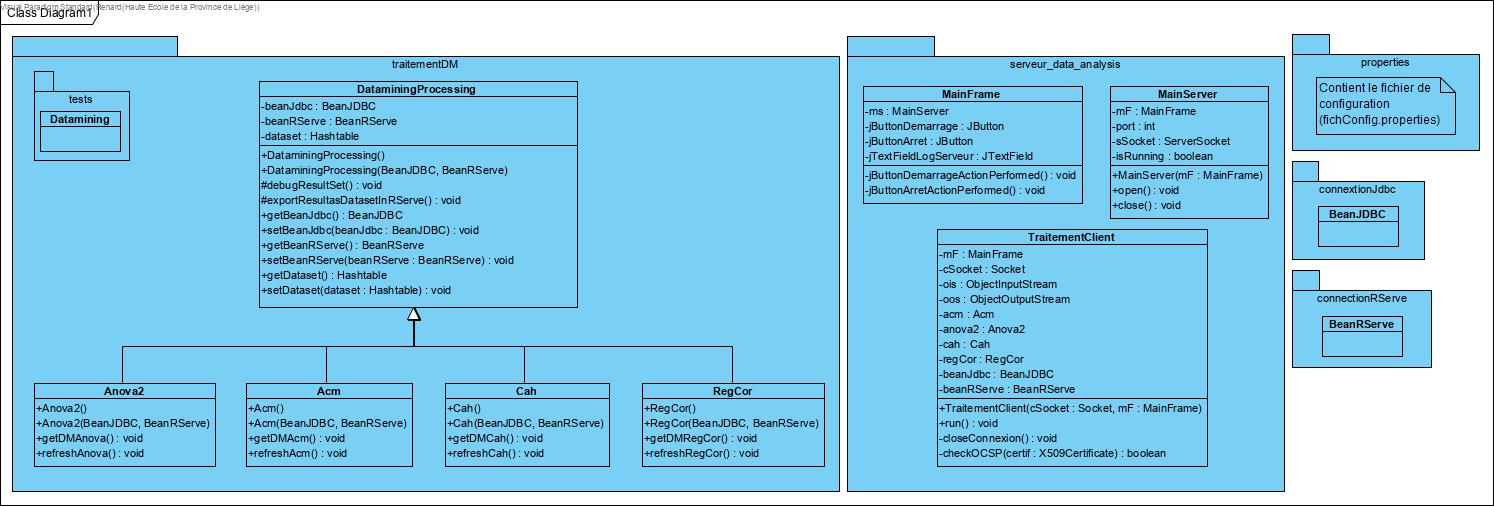 Visual Paradigm Standard(Renard(Haute Ecole de la Province de Liège))
Class Diagram1
traitementDM
tests
Datamining
DataminingProcessing
-beanJdbc : BeanJDBC
-beanRServe : BeanRServe
-dataset : Hashtable
+DataminingProcessing()
+DataminingProcessing(BeanJDBC, BeanRServe)
#debugResultSet() : void
#exportResultasDatasetInRServe() : void
+getBeanJdbc() : BeanJDBC
+setBeanJdbc(beanJdbc : BeanJDBC) : void
+getBeanRServe() : BeanRServe
+setBeanRServe(beanRServe : BeanRServe) : void
+getDataset() : Hashtable
+setDataset(dataset : Hashtable) : void
Anova2
+Anova2()
+Anova2(BeanJDBC, BeanRServe)
+getDMAnova() : void
+refreshAnova() : void
Acm
+Acm()
+Acm(BeanJDBC, BeanRServe)
+getDMAcm() : void
+refreshAcm() : void
Cah
+Cah()
+Cah(BeanJDBC, BeanRServe)
+getDMCah() : void
+refreshCah() : void
RegCor
+RegCor()
+RegCor(BeanJDBC, BeanRServe)
+getDMRegCor() : void
+refreshRegCor() : void
serveur_data_analysis
MainFrame
-ms : MainServer
-jButtonDemarrage : JButton
-jButtonArret : JButton
-jTextFieldLogServeur : JTextField
-jButtonDemarrageActionPerformed() : void
-jButtonArretActionPerformed() : void
MainServer
-mF : MainFrame
-port : int
-sSocket : ServerSocket
-isRunning : boolean
+MainServer(mF : MainFrame)
+open() : void
+close() : void
TraitementClient
-mF : MainFrame
-cSocket : Socket
-ois : ObjectInputStream
-oos : ObjectOutputStream
-acm : Acm
-anova2 : Anova2
-cah : Cah
-regCor : RegCor
-beanJdbc : BeanJDBC
-beanRServe : BeanRServe
+TraitementClient(cSocket : Socket, mF : MainFrame)
+run() : void
-closeConnexion() : void
-checkOCSP(certif : X509Certificate) : boolean
properties
Contient le fichier de
configuration
(fichConfig.properties)
connextionJdbc
BeanJDBC
connectionRServe
BeanRServe